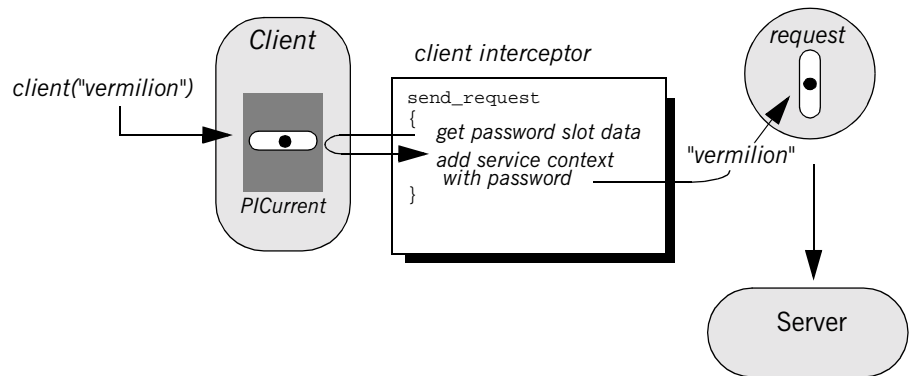 Client
client("vermilion")
PICurrent
client interceptor
send_request
{
get password slot data
add service context
with password
}
"vermilion"
request
Server